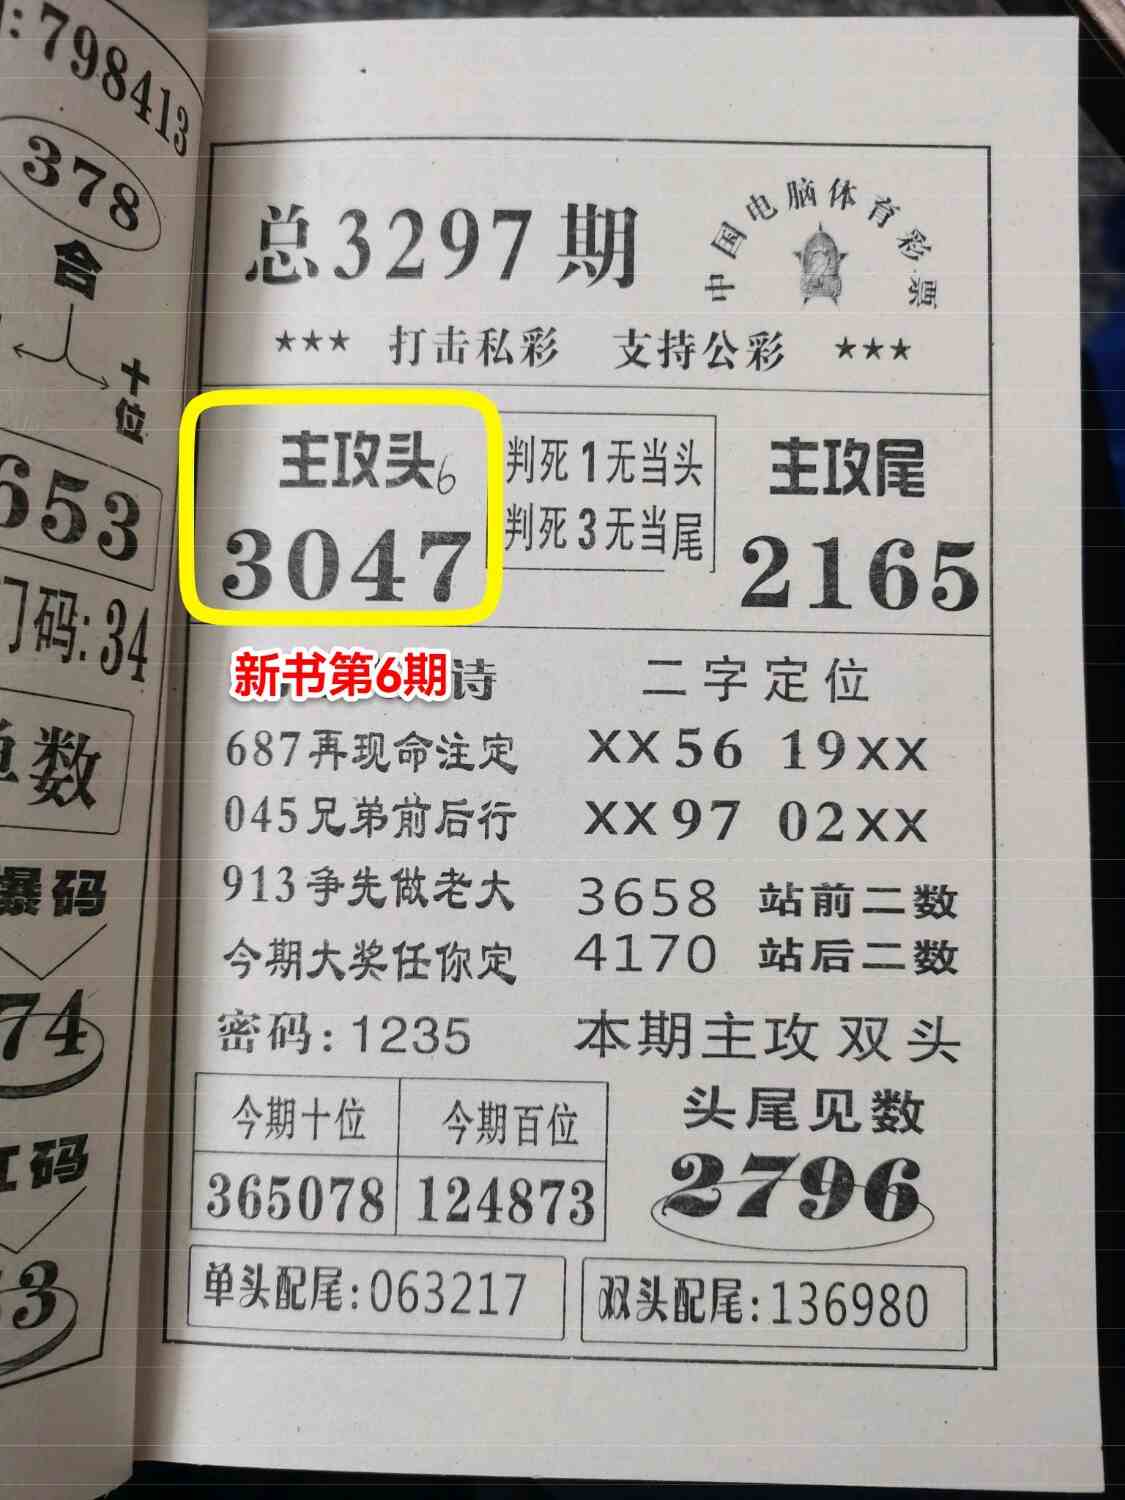 798413
378
合
十
位
653
门码:34
单数
爆码
74
红码
总3297期
中国电脑体育彩票
★★★ 打击私彩 支持公彩 ★★★
主攻头6
3047
判死1无当头
判死3无当尾
主攻尾
2165
新书第6期
诗
687再现命注定
045兄弟前后行
913争先做老大
今期大奖任你定
密码:1235
二字定位
XX56 19XX
XX97 02XX
3658 站前二数
4170 站后二数
本期主攻双头
今期十位 今期百位
365078 124873
头尾见数
2796
单头配尾:063217
双头配尾:136980